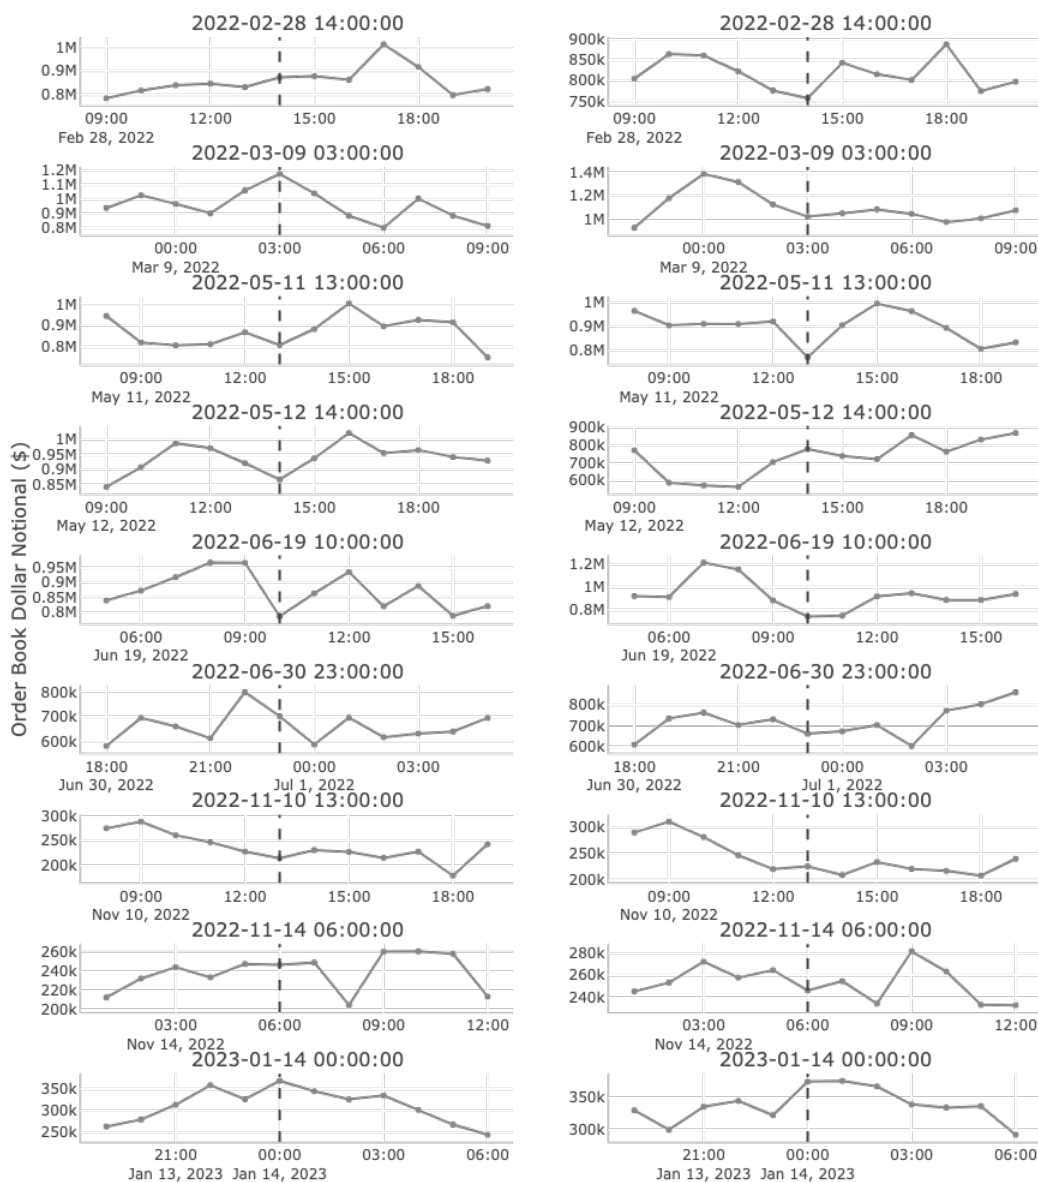 Order Book Dollar Notional ($)
2022-02-28 14:00:00
1M
0.9M
0.8M
09:00 12:00 15:00 18:00
Feb 28, 2022
2022-02-28 14:00:00
900k
850k
800k
750k
09:00 12:00 15:00 18:00
Feb 28, 2022
2022-03-09 03:00:00
1.2M
1.1M
1M
0.9M
0.8M
00:00 03:00 06:00 09:00
Mar 9, 2022
2022-03-09 03:00:00
1.4M
1.2M
1M
00:00 03:00 06:00 09:00
Mar 9, 2022
2022-05-11 13:00:00
1M
0.9M
0.8M
09:00 12:00 15:00 18:00
May 11, 2022
2022-05-11 13:00:00
1M
0.9M
0.8M
09:00 12:00 15:00 18:00
May 11, 2022
2022-05-12 14:00:00
1M
0.95M
0.9M
0.85M
09:00 12:00 15:00 18:00
May 12, 2022
2022-05-12 14:00:00
900k
800k
700k
600k
09:00 12:00 15:00 18:00
May 12, 2022
2022-06-19 10:00:00
0.95M
0.9M
0.85M
0.8M
06:00 09:00 12:00 15:00
Jun 19, 2022
2022-06-19 10:00:00
1.2M
1M
0.8M
06:00 09:00 12:00 15:00
Jun 19, 2022
2022-06-30 23:00:00
800k
700k
600k
18:00 21:00 00:00 03:00
Jun 30, 2022 Jul 1, 2022
2022-06-30 23:00:00
800k
700k
600k
18:00 21:00 00:00 03:00
Jun 30, 2022 Jul 1, 2022
2022-11-10 13:00:00
300k
250k
200k
09:00 12:00 15:00 18:00
Nov 10, 2022
2022-11-10 13:00:00
300k
250k
200k
09:00 12:00 15:00 18:00
Nov 10, 2022
2022-11-14 06:00:00
260k
240k
220k
200k
03:00 06:00 09:00 12:00
Nov 14, 2022
2022-11-14 06:00:00
280k
260k
240k
03:00 06:00 09:00 12:00
Nov 14, 2022
2023-01-14 00:00:00
350k
300k
250k
21:00 00:00 03:00 06:00
Jan 13, 2023 Jan 14, 2023
2023-01-14 00:00:00
350k
300k
21:00 00:00 03:00 06:00
Jan 13, 2023 Jan 14, 2023